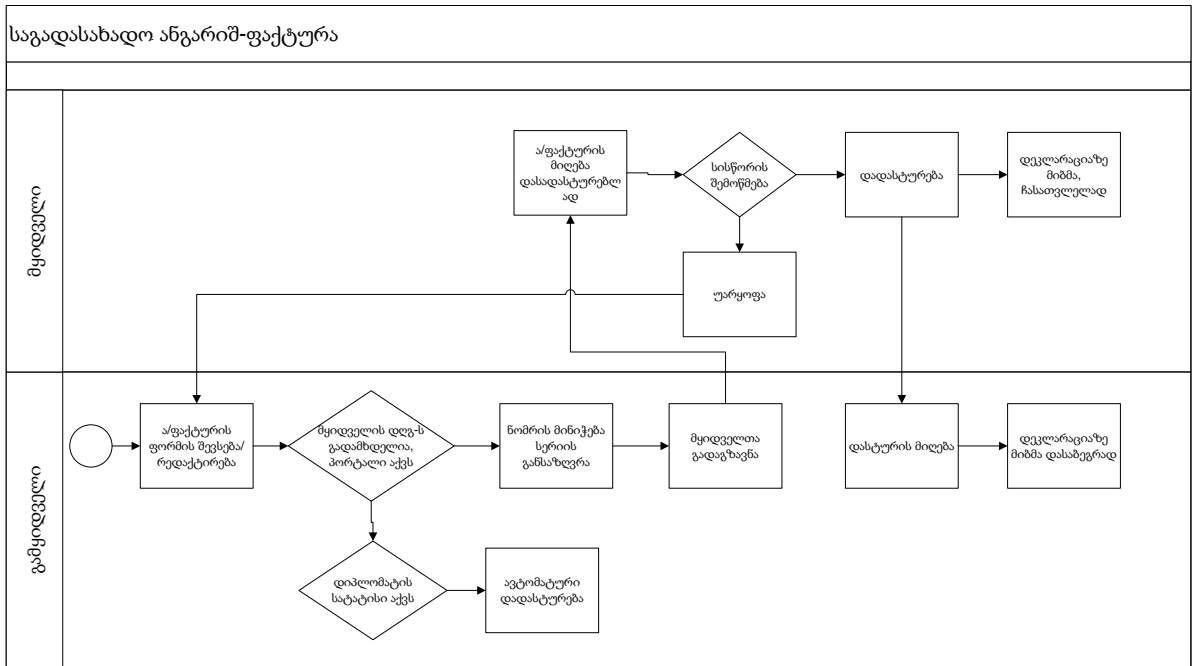 საგადასახადო ანგარიშ-ფაქტურა
მყიდველი
ა/ფაქტურის
მიღება
დასადასტურებლ
ად
სისწორის
შემოწმება
დადასტურება
დეკლარაციაზე
მიბმა,
ჩასათვლელად
უარყოფა
გამყიდველი
ა/ფაქტურის
ფორმის შევსება/
რედაქტირება
მყიდველის დღგ-ს
გადამხდელია,
პორტალი აქვს
ნომრის მინიჭება
სერიის
განსაზღვრა
მყიდველთა
გადაგზავნა
დასტურის მიღება
დეკლარაციაზე
მიბმა დასაბეგრად
დიპლომატის
სატატისი აქვს
ავტომატური
დადასტურება